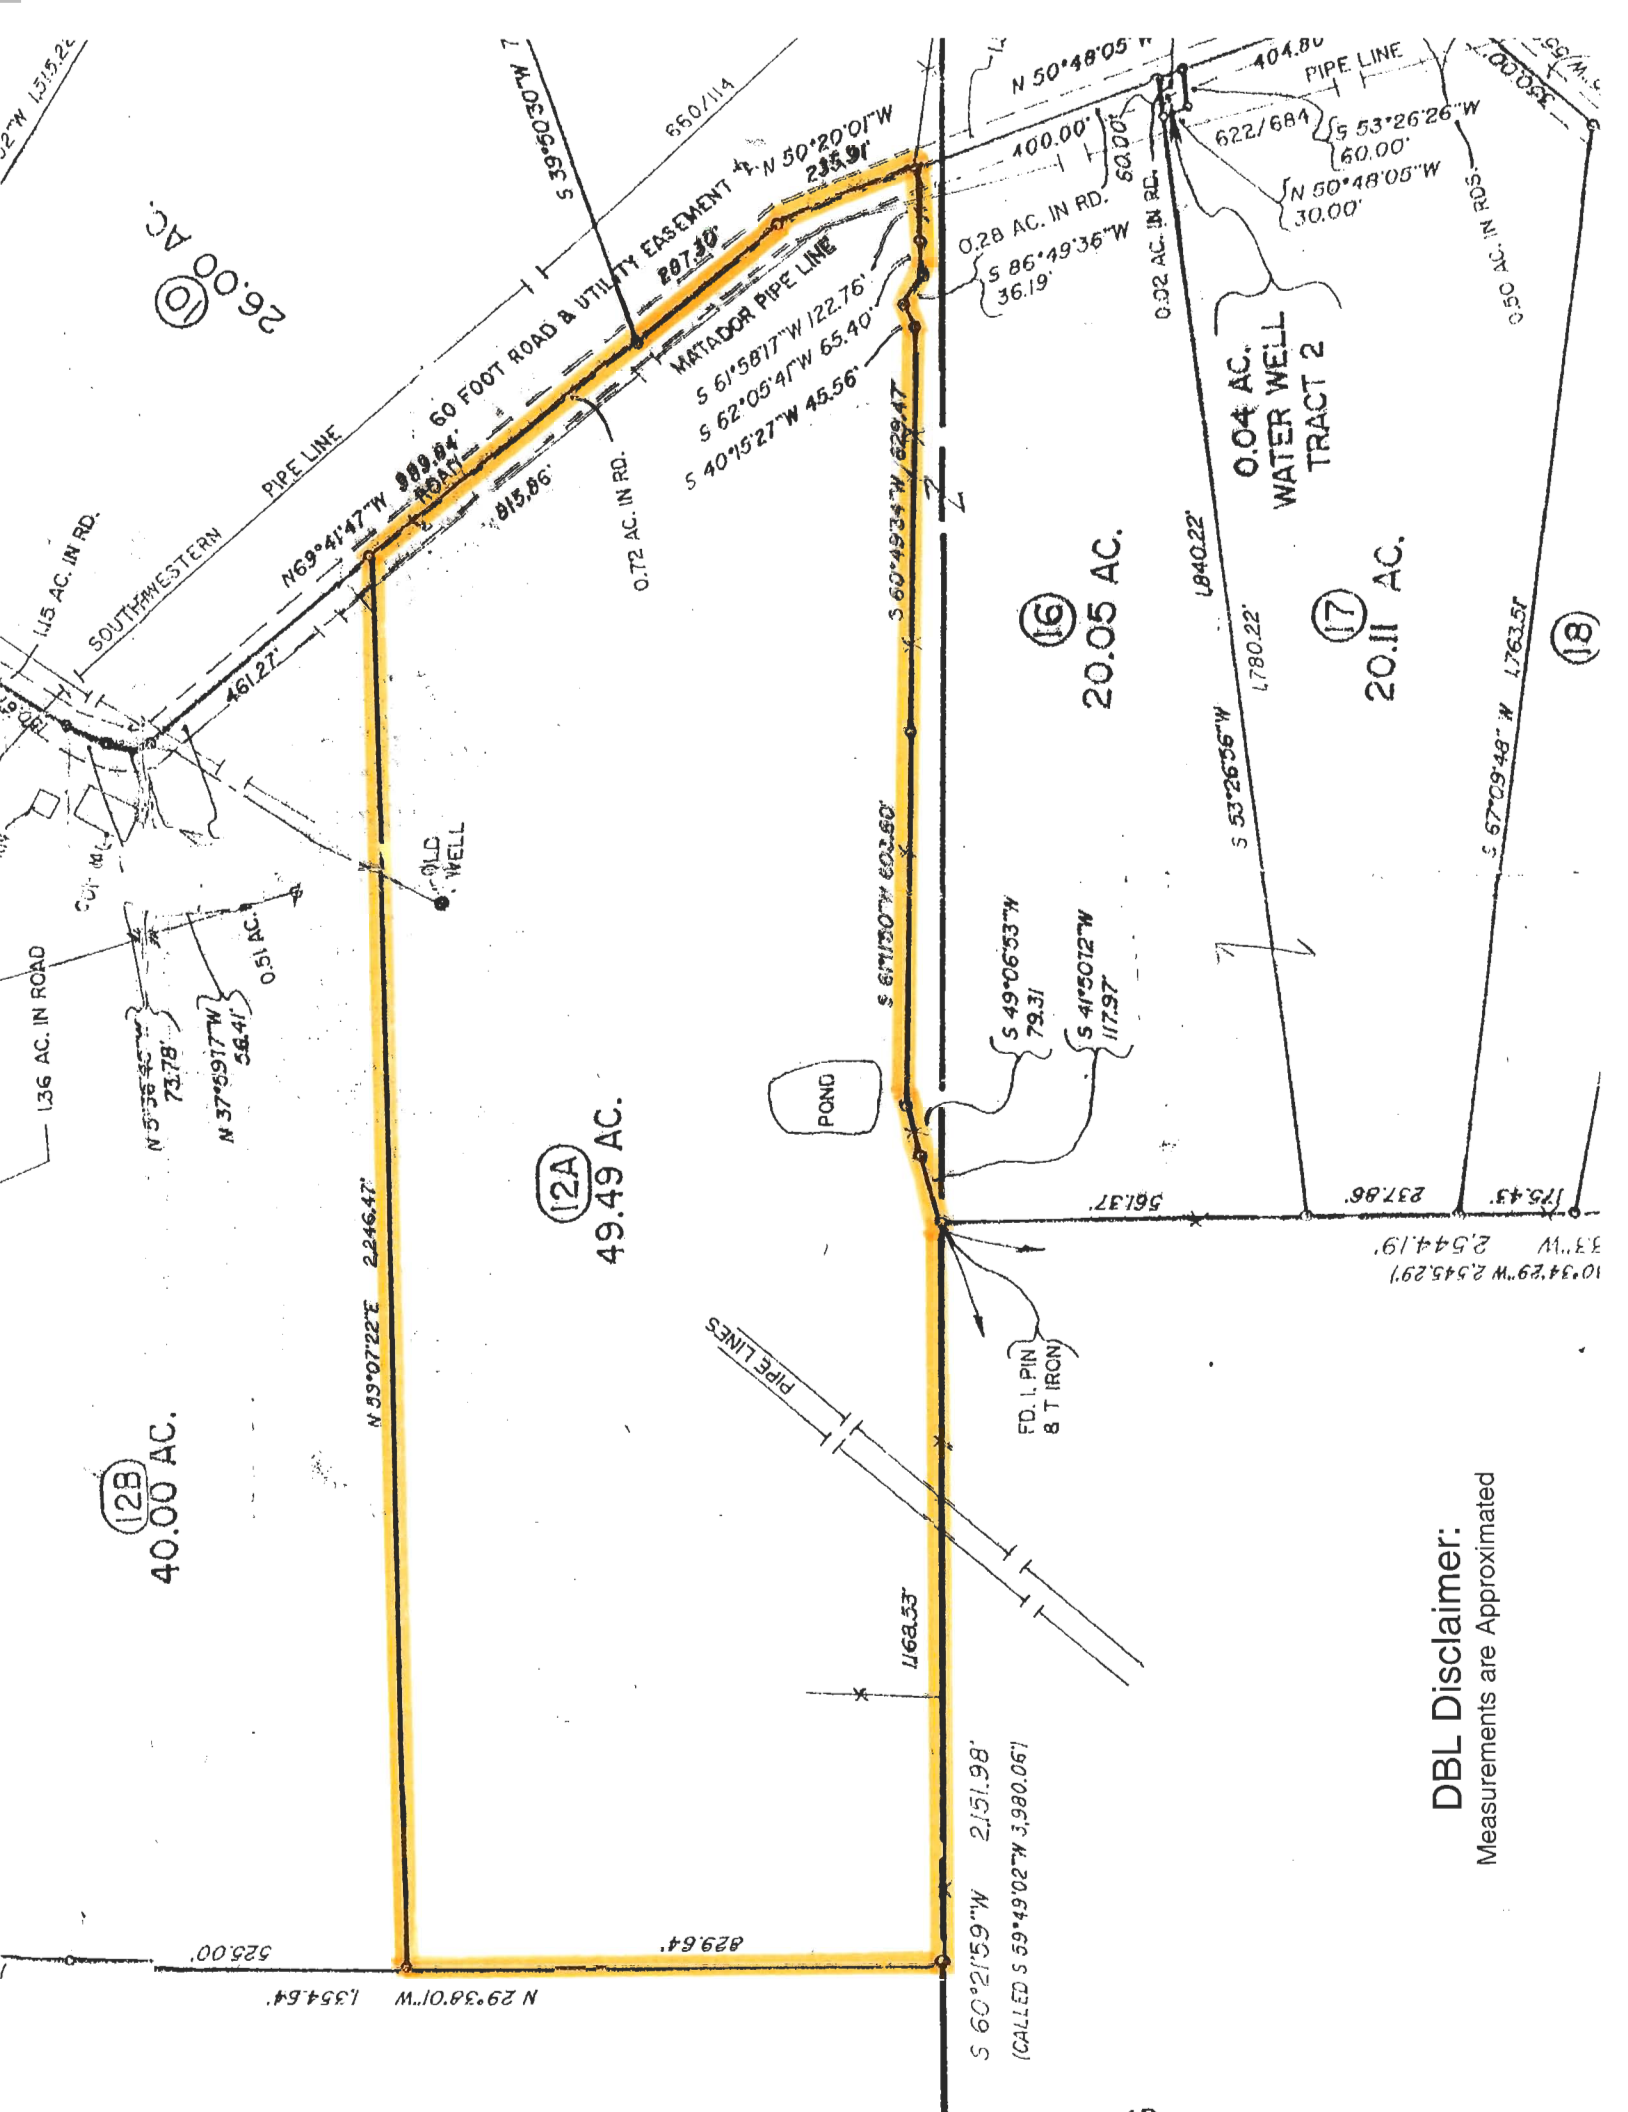 S 39°50'30"W
660/114
N 50°20'01"W
235.91'
N 50°48'05"W
404.80'
PIPE LINE
350.00'
⑩
26.00 AC.
60 FOOT ROAD & UTILITY EASEMENT
287.30'
MATADOR PIPE LINE
400.00'
60.00'
622/684
S 53°26'26"W
60.00'
N 50°48'05"W
30.00'
0.28 AC. IN RD.
S 86°49'36"W
36.19'
0.02 AC. IN RD.
0.50 AC. IN RDS.
S 61°58'17"W 122.76'
S 62°05'41"W 65.40'
S 40°15'27"W 45.56'
PIPE LINE
SOUTHWESTERN
N69°41'47"W 989.84'
ROAD
815.86'
0.72 AC. IN RD.
S 60°49'34"W 629.47'
0.04 AC.
WATER WELL
TRACT 2
1.15 AC. IN RD.
461.27'
⑯
20.05 AC.
1,840.22'
1,780.22'
S 53°26'56"W
⑰
20.11 AC.
S 67°09'48"W 1,763.51'
⑱
OLD
WELL
0.51 AC.
1.36 AC. IN ROAD
73.78'
N 37°59'17"W
56.41'
POND
S 49°06'53"W
79.31
S 41°50'12"W
117.97'
12A
49.49 AC.
N 59°07'22"E 2,246.47'
12B
40.00 AC.
561.37'
237.86'
175.43'
2,544.19'
10°34'29"W 2,545.29')
PIPE LINES
FD. I. PIN
& T IRON
1,168.53'
S 60°21'59"W 2,151.98'
(CALLED S 59°49'02"W 3,980.06')
525.00'
829.64'
N 29°38'01"W 1,354.64'
DBL Disclaimer:
Measurements are Approximated